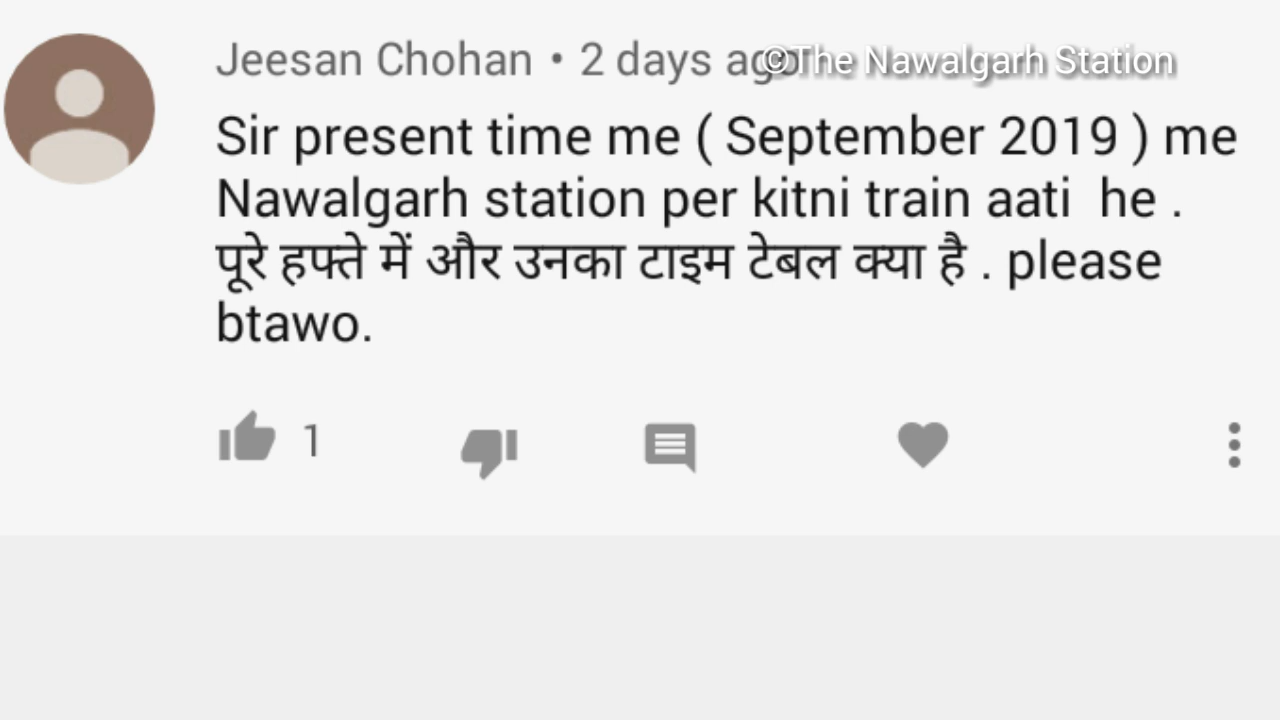 Jeesan Chohan • 2 days ago
©The Nawalgarh Station
Sir present time me ( September 2019 ) me
Nawalgarh station per kitni train aati he .
पूरे हफ्ते में और उनका टाइम टेबल क्या है . please
btawo.
1